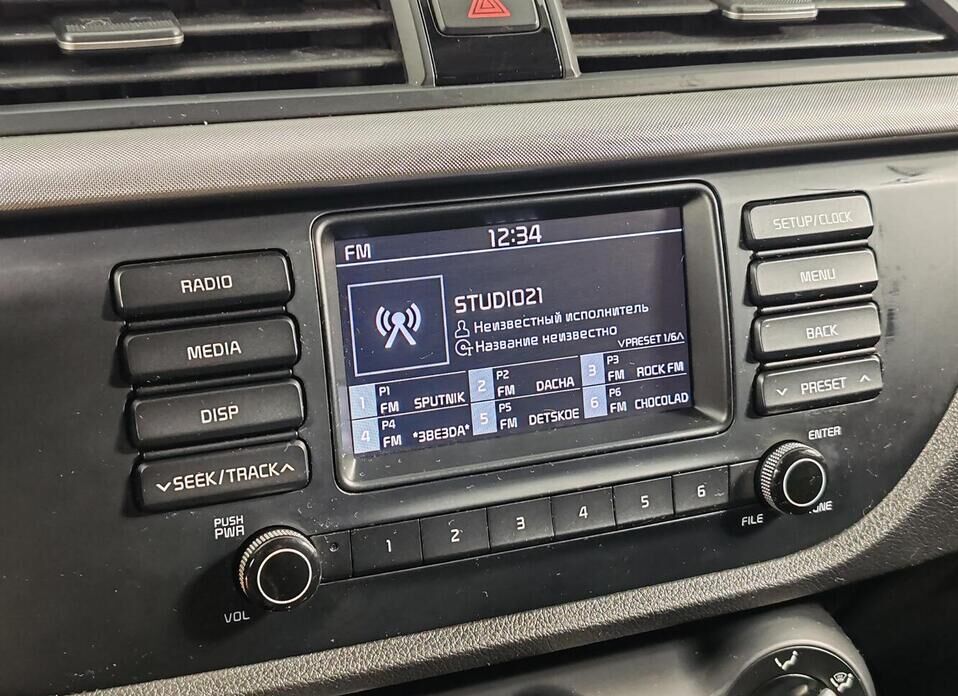 FM 12:34
STUDIO21
Неизвестный исполнитель
Название неизвестно
˅PRESET 1/6˄
1 P1 FM SPUTNIK
2 P2 FM DACHA
3 P3 FM ROCK FM
4 P4 FM *ЗВЕЗДА*
5 P5 FM DETSKOE
6 P6 FM CHOCOLAD
RADIO
MEDIA
DISP
˅SEEK/TRACK˄
SETUP/CLOCK
MENU
BACK
˅ PRESET ˄
PUSH
PWR
VOL
1 2 3 4 5 6
ENTER
FILE